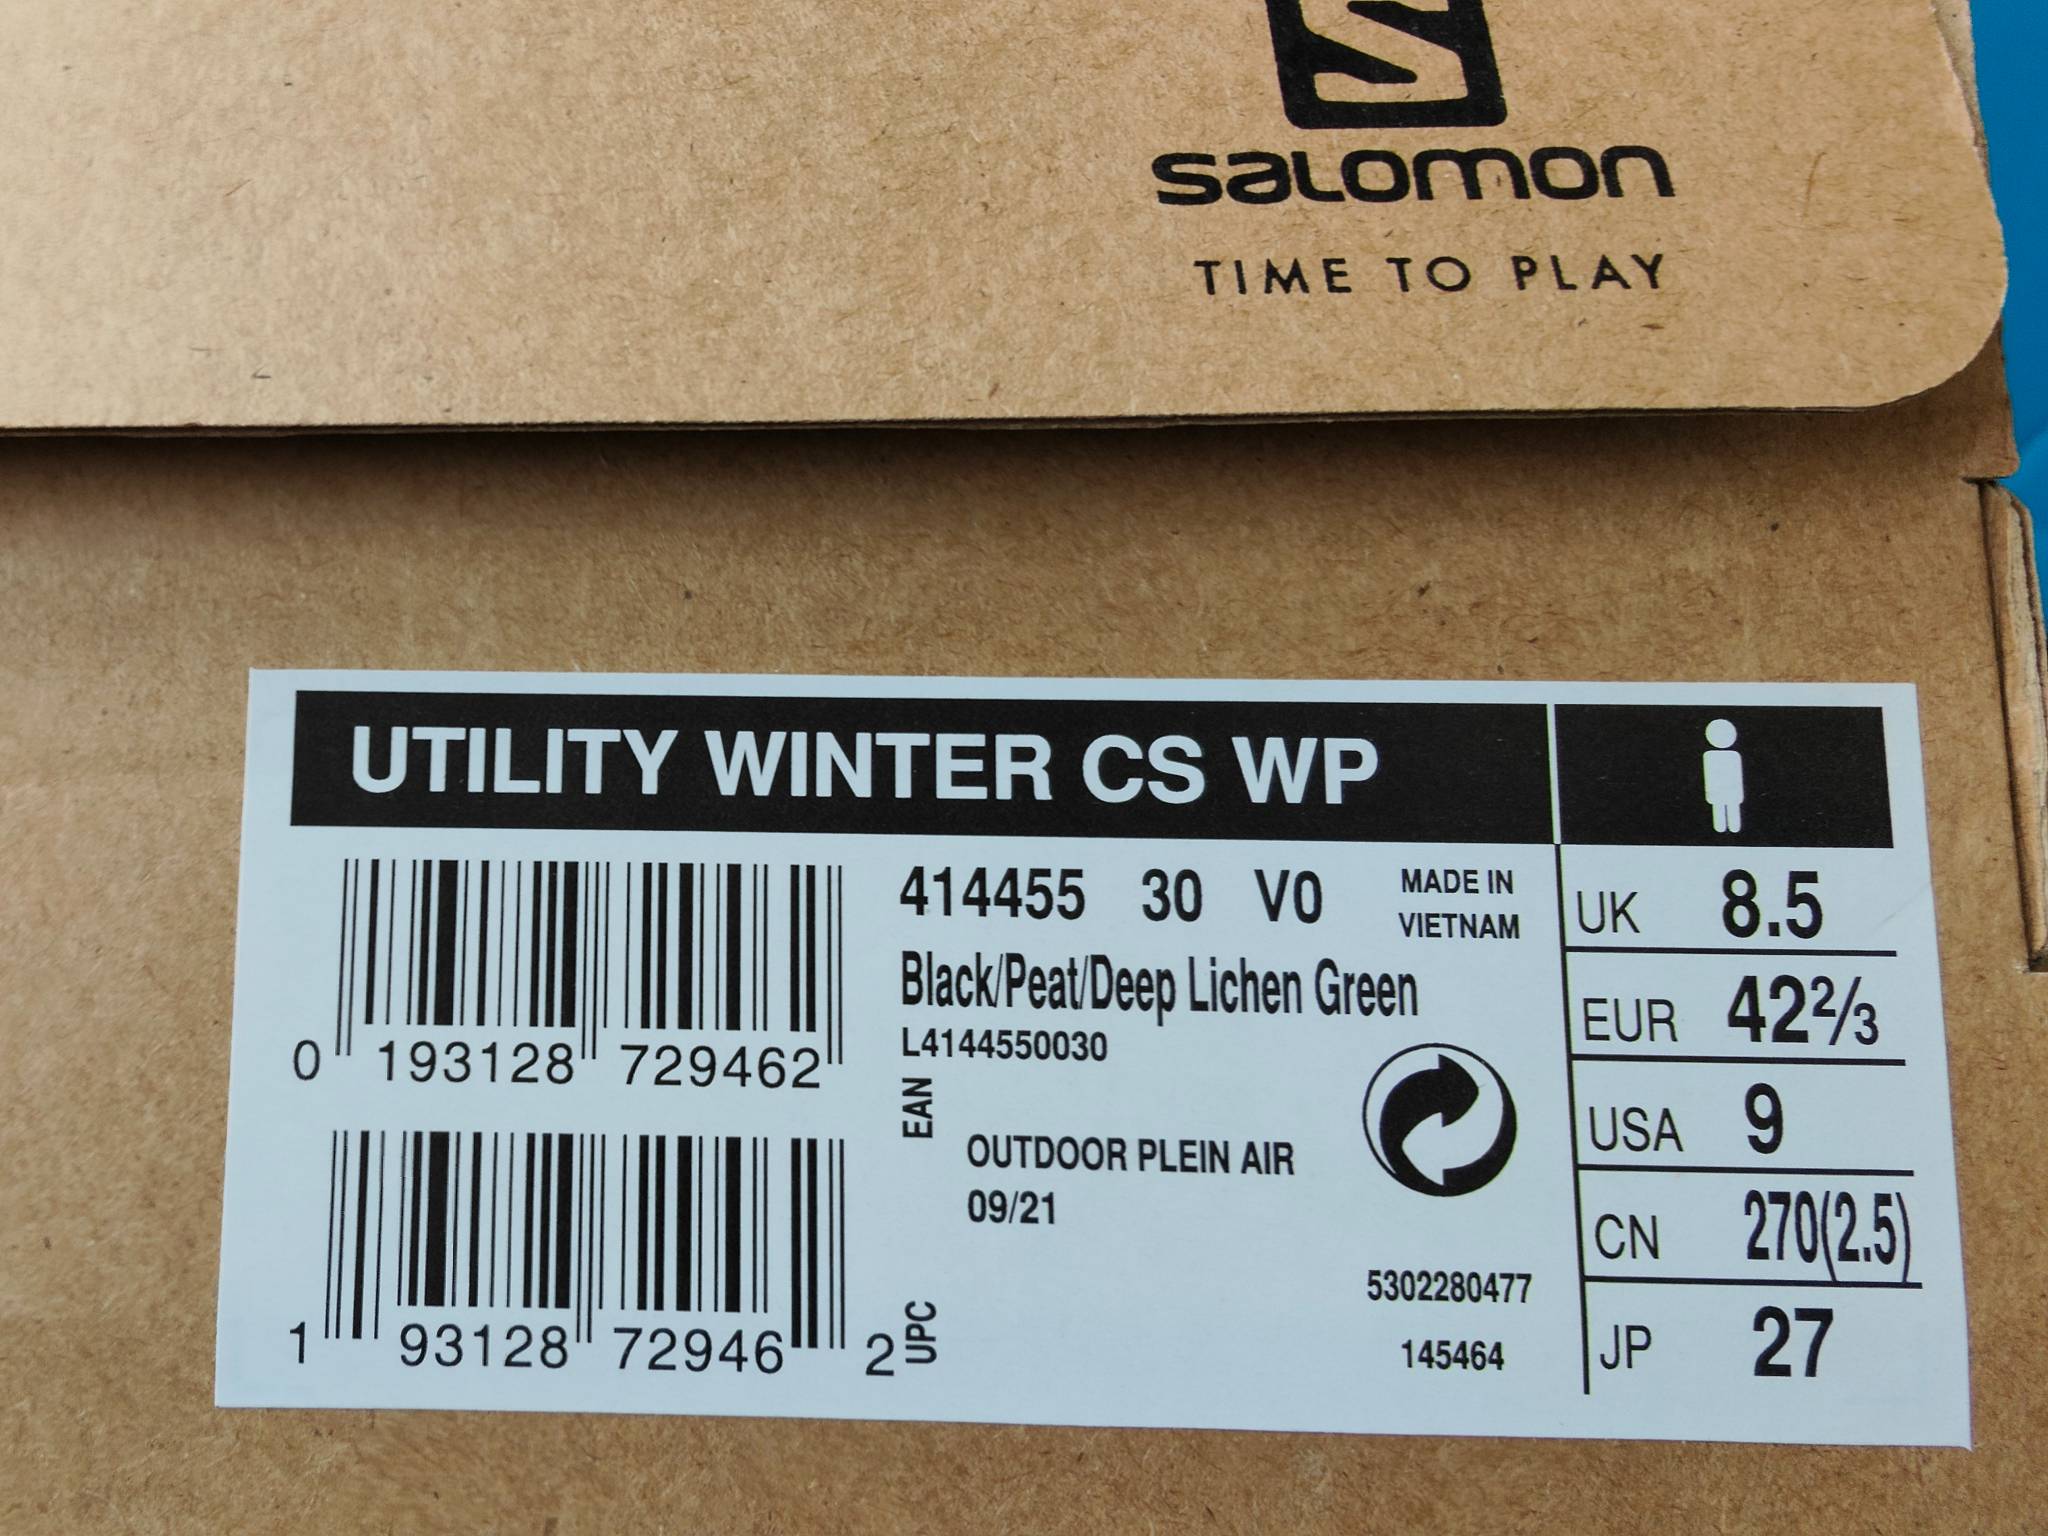 salomon
TIME TO PLAY
UTILITY WINTER CS WP
414455 30 V0
MADE IN
VIETNAM
Black/Peat/Deep Lichen Green
L4144550030
0 193128 729462
EAN
OUTDOOR PLEIN AIR
09/21
1 93128 72946 2
UPC
5302280477
145464
UK 8.5
EUR 42⅔
USA 9
CN 270(2.5)
JP 27